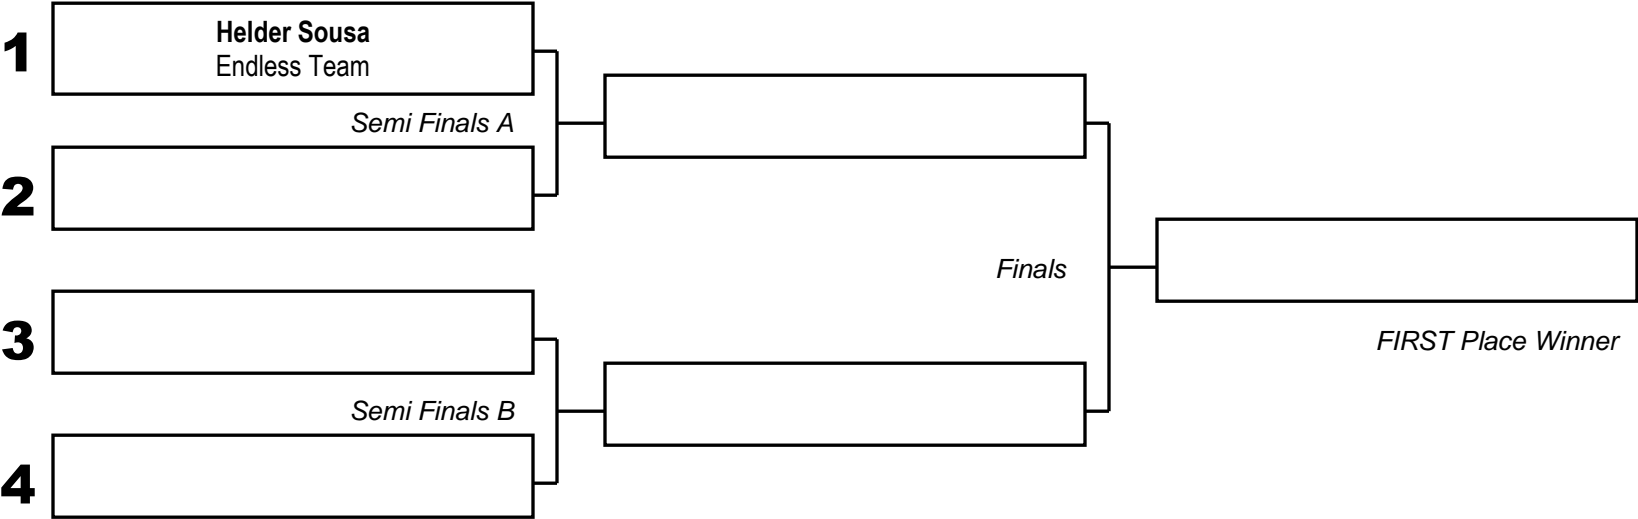 1
Helder Sousa
Endless Team
Semi Finals A
2
Finals
3
FIRST Place Winner
Semi Finals B
4